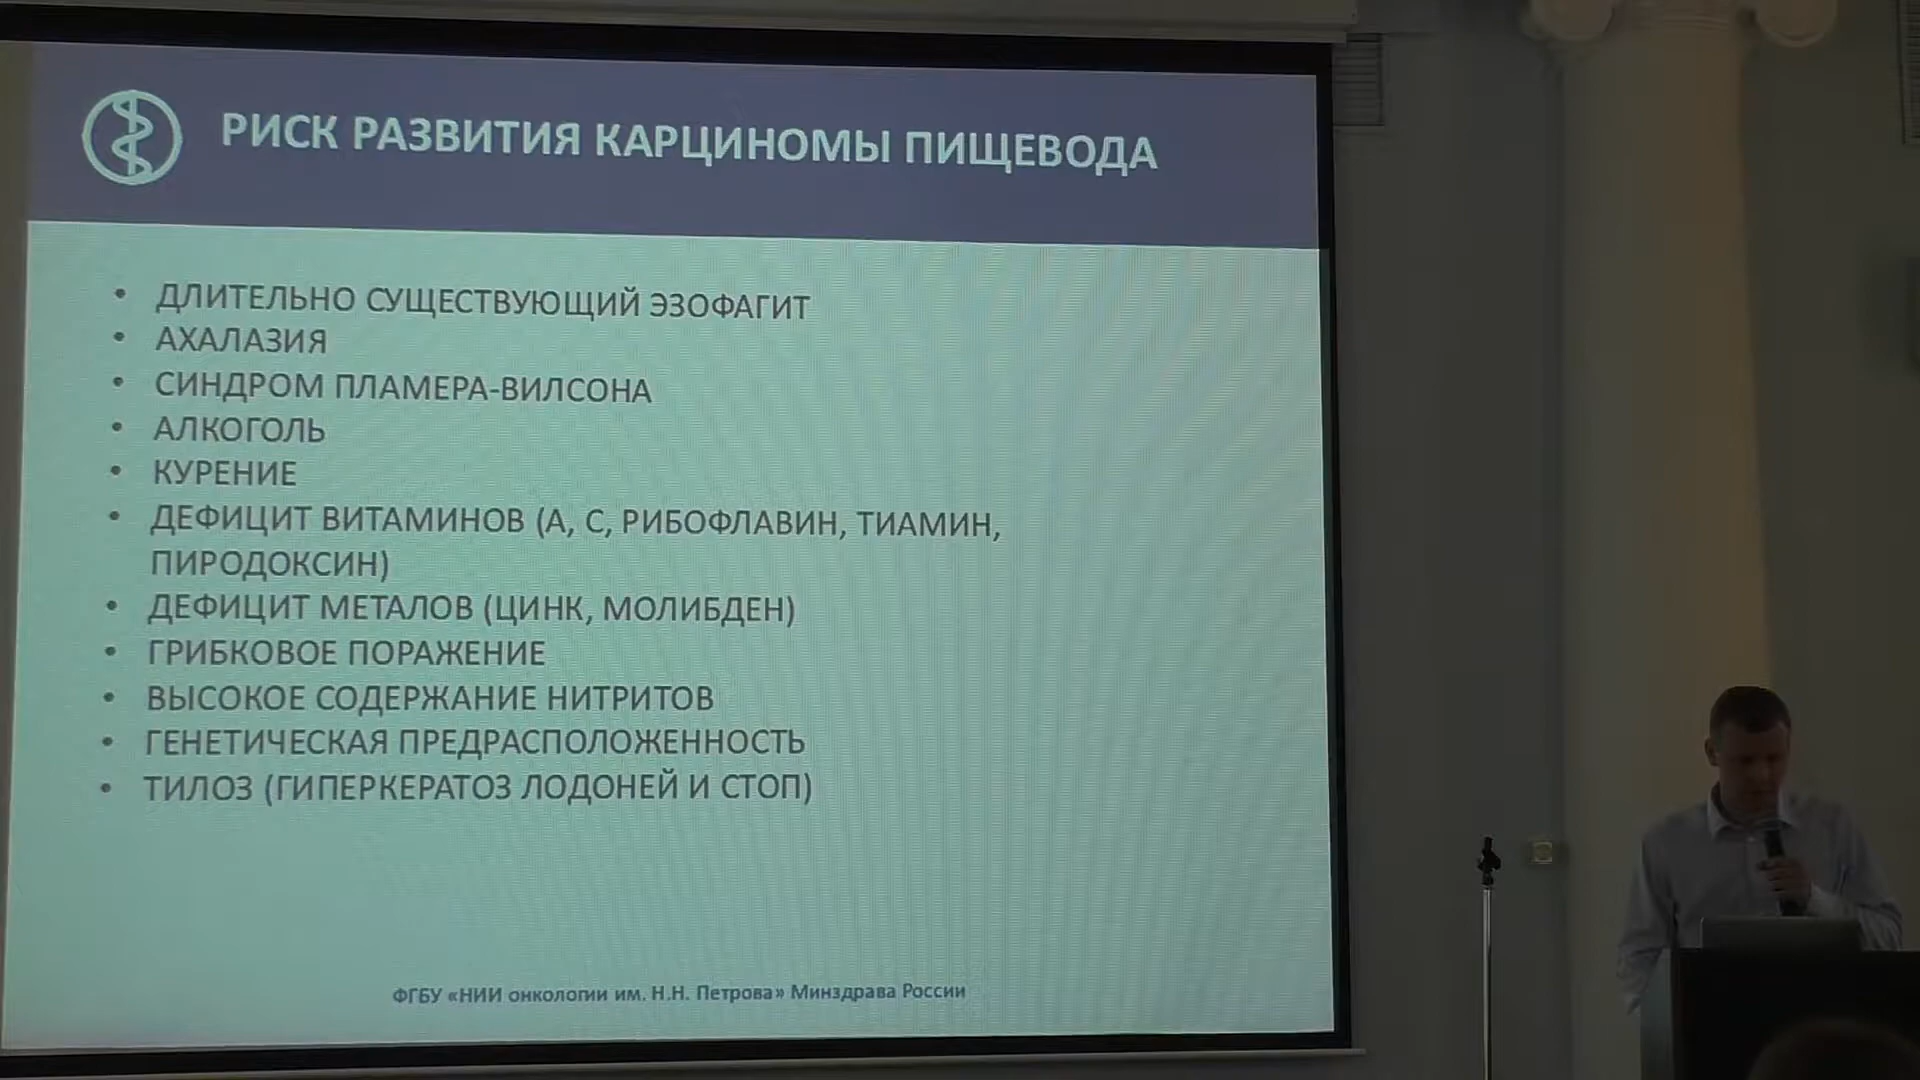 РИСК РАЗВИТИЯ КАРЦИНОМЫ ПИЩЕВОДА
• ДЛИТЕЛЬНО СУЩЕСТВУЮЩИЙ ЭЗОФАГИТ
• АХАЛАЗИЯ
• СИНДРОМ ПЛАМЕРА-ВИЛСОНА
• АЛКОГОЛЬ
• КУРЕНИЕ
• ДЕФИЦИТ ВИТАМИНОВ (А, С, РИБОФЛАВИН, ТИАМИН,
ПИРОДОКСИН)
• ДЕФИЦИТ МЕТАЛОВ (ЦИНК, МОЛИБДЕН)
• ГРИБКОВОЕ ПОРАЖЕНИЕ
• ВЫСОКОЕ СОДЕРЖАНИЕ НИТРИТОВ
• ГЕНЕТИЧЕСКАЯ ПРЕДРАСПОЛОЖЕННОСТЬ
• ТИЛОЗ (ГИПЕРКЕРАТОЗ ЛОДОНЕЙ И СТОП)
ФГБУ «НИИ онкологии им. Н.Н. Петрова» Минздрава России